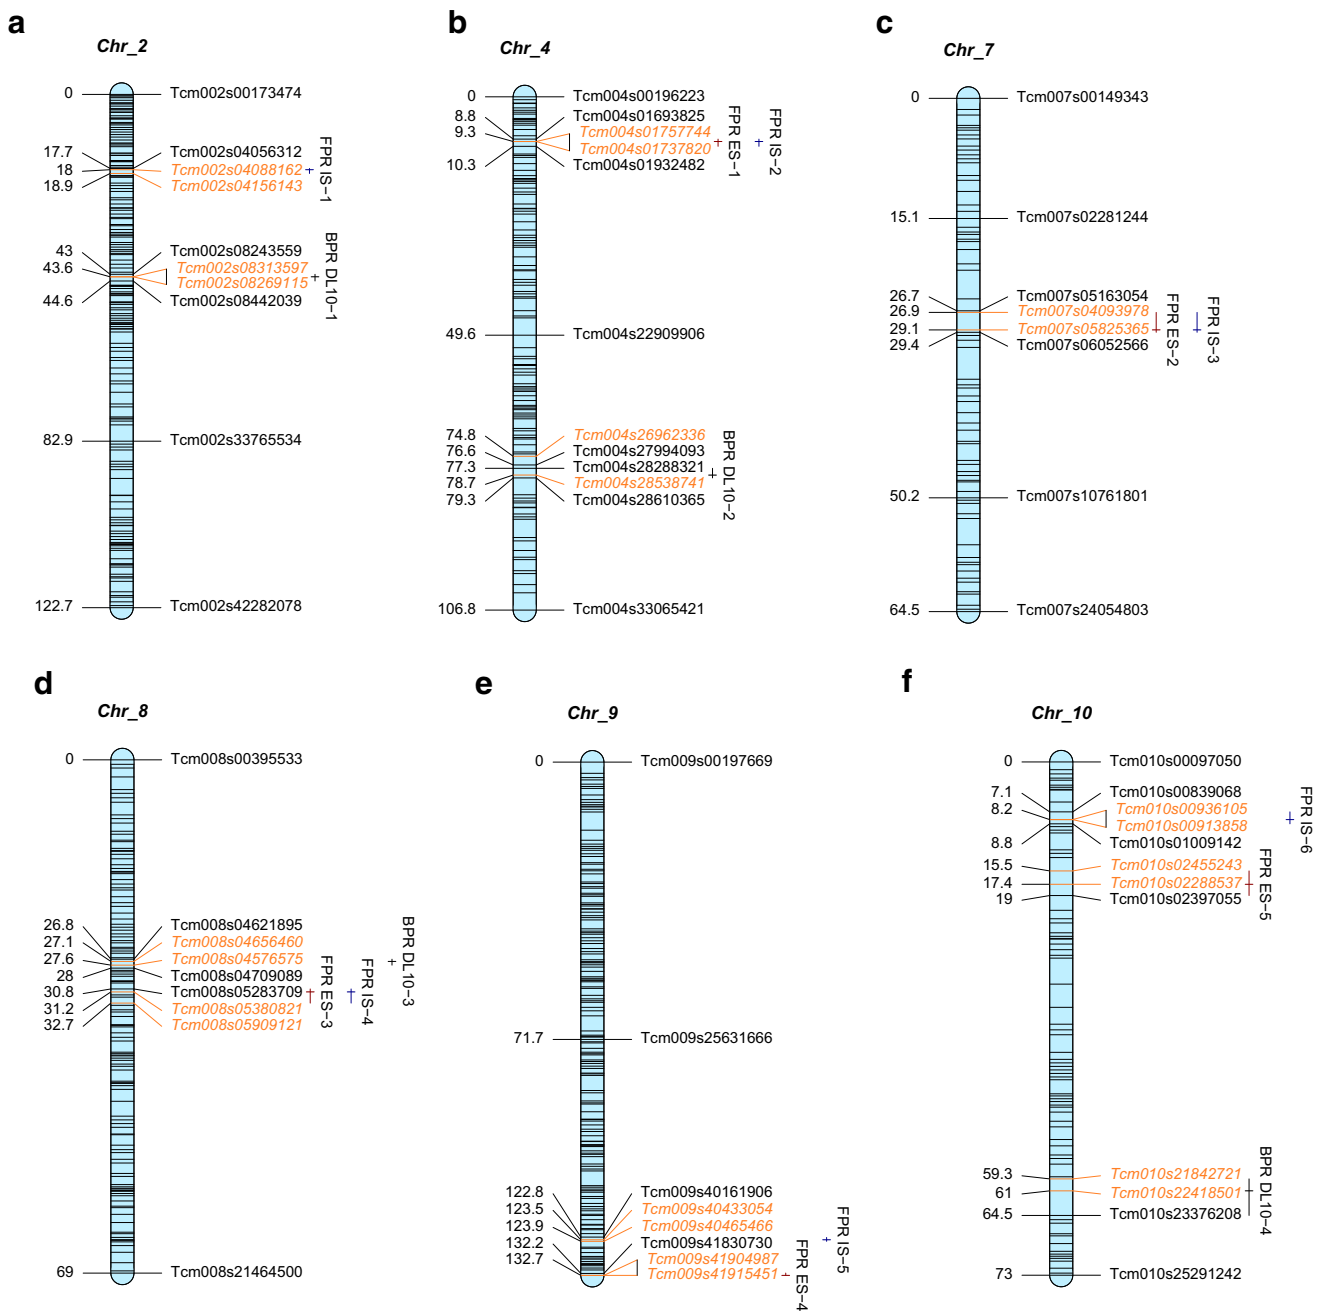 a
Chr_2
0 Tcm002s00173474
17.7 Tcm002s04056312
18 Tcm002s04088162
18.9 Tcm002s04156143
FPR IS−1
43 Tcm002s08243559
43.6 Tcm002s08313597
Tcm002s08269115
44.6 Tcm002s08442039
BPR DL10−1
82.9 Tcm002s33765534
122.7 Tcm002s42282078
b
Chr_4
0 Tcm004s00196223
8.8 Tcm004s01693825
9.3 Tcm004s01757744
Tcm004s01737820
10.3 Tcm004s01932482
FPR ES−1
FPR IS−2
49.6 Tcm004s22909906
74.8 Tcm004s26962336
76.6 Tcm004s27994093
77.3 Tcm004s28288321
78.7 Tcm004s28538741
79.3 Tcm004s28610365
BPR DL10−2
106.8 Tcm004s33065421
c
Chr_7
0 Tcm007s00149343
15.1 Tcm007s02281244
26.7 Tcm007s05163054
26.9 Tcm007s04093978
29.1 Tcm007s05825365
29.4 Tcm007s06052566
FPR ES−2
FPR IS−3
50.2 Tcm007s10761801
64.5 Tcm007s24054803
d
Chr_8
0 Tcm008s00395533
26.8 Tcm008s04621895
27.1 Tcm008s04656460
27.6 Tcm008s04576575
28 Tcm008s04709089
30.8 Tcm008s05283709
31.2 Tcm008s05380821
32.7 Tcm008s05909121
FPR ES−3
FPR IS−4
BPR DL10−3
69 Tcm008s21464500
e
Chr_9
0 Tcm009s00197669
71.7 Tcm009s25631666
122.8 Tcm009s40161906
123.5 Tcm009s40433054
123.9 Tcm009s40465466
132.2 Tcm009s41830730
132.7 Tcm009s41904987
Tcm009s41915451
FPR ES−4
FPR IS−5
f
Chr_10
0 Tcm010s00097050
7.1 Tcm010s00839068
8.2 Tcm010s00936105
Tcm010s00913858
8.8 Tcm010s01009142
FPR IS−6
15.5 Tcm010s02455243
17.4 Tcm010s02288537
19 Tcm010s02397055
FPR ES−5
59.3 Tcm010s21842721
61 Tcm010s22418501
64.5 Tcm010s23376208
BPR DL10−4
73 Tcm010s25291242